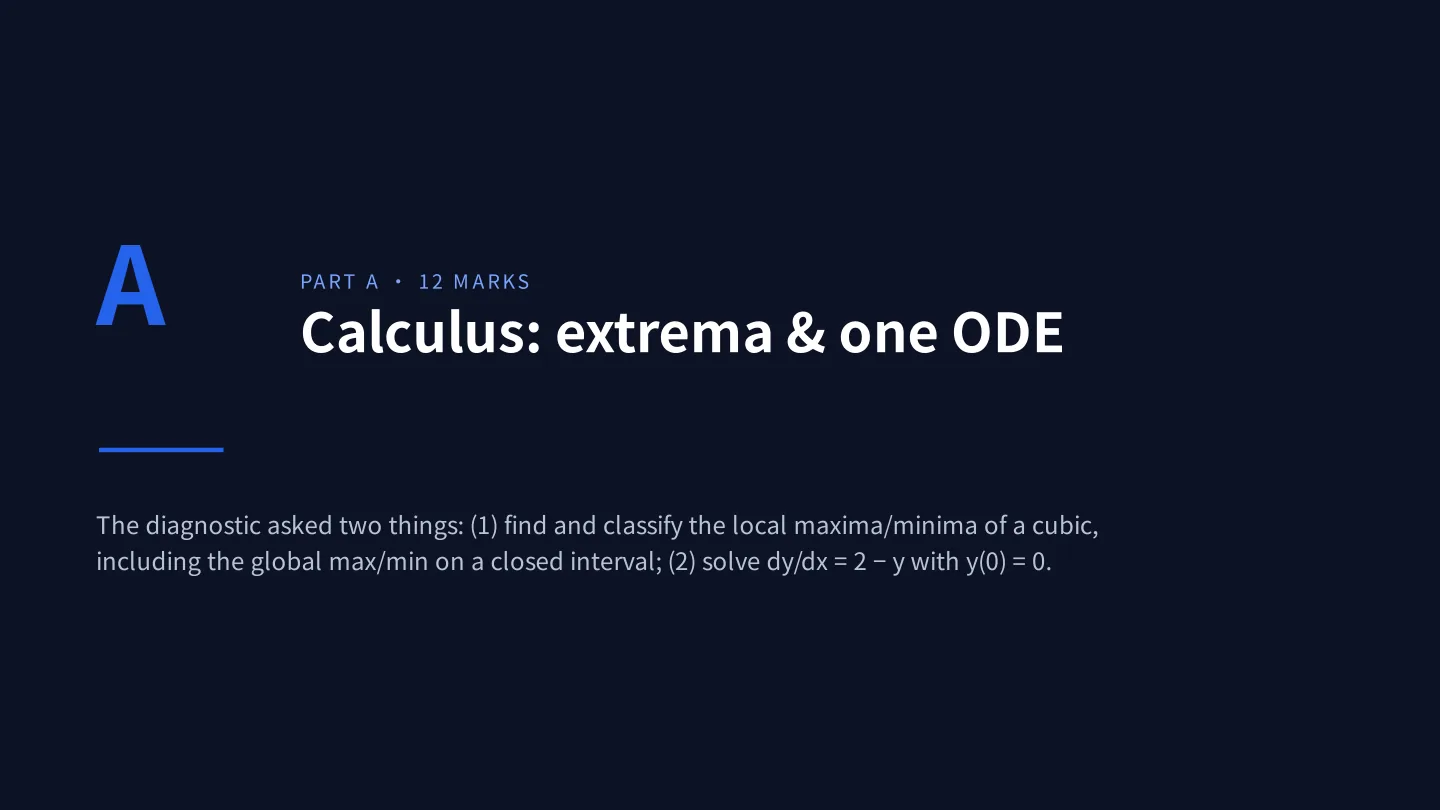 A
PART A • 12 MARKS
Calculus: extrema & one ODE
The diagnostic asked two things: (1) find and classify the local maxima/minima of a cubic,
including the global max/min on a closed interval; (2) solve dy/dx = 2 − y with y(0) = 0.